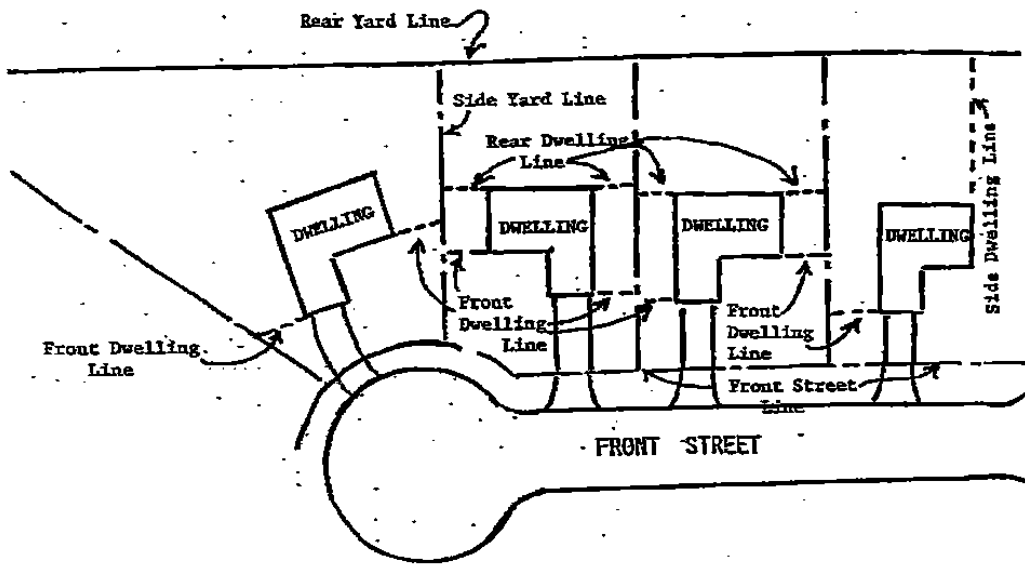 Rear Yard Line
Side Yard Line
Rear Dwelling
Line
Side Dwelling Line
DWELLING
DWELLING
DWELLING
DWELLING
Front
Dwelling
Line
Front
Dwelling
Line
Front Dwelling
Line
Front Street
Line
FRONT STREET